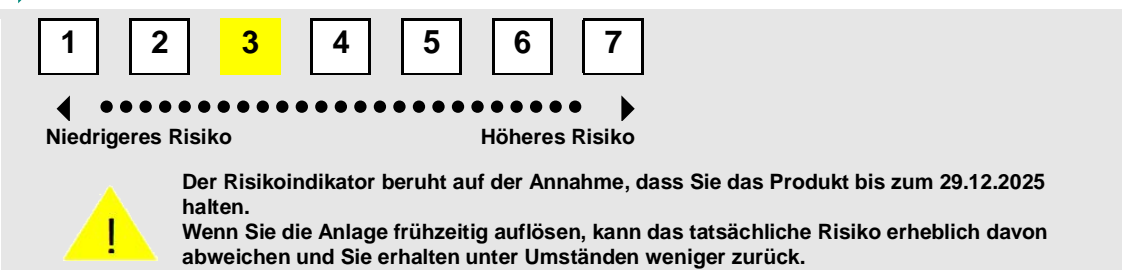 1 2 3 4 5 6 7
Niedrigeres Risiko Höheres Risiko
Der Risikoindikator beruht auf der Annahme, dass Sie das Produkt bis zum 29.12.2025
halten.
Wenn Sie die Anlage frühzeitig auflösen, kann das tatsächliche Risiko erheblich davon
! abweichen und Sie erhalten unter Umständen weniger zurück.